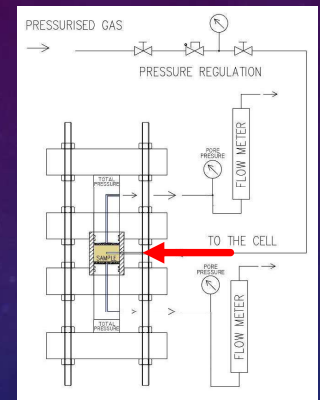 PRESSURISED GAS
PRESSURE REGULATION
PORE
PRESURE
FLOW METER
TOTAL
PRESSURE
TO THE CELL
SAMPLE
PORE
PRESSURE
FLOW METER
TOTAL
PRESSURE